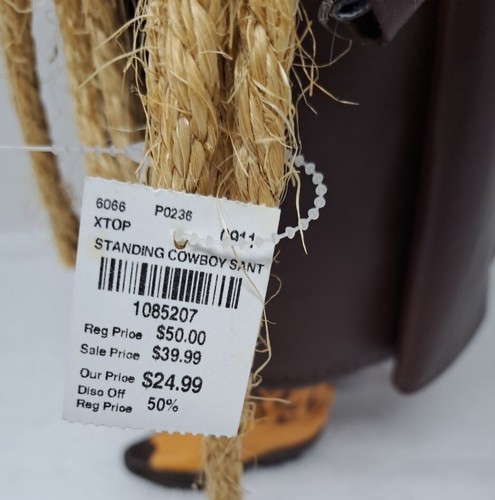 6066 P0236
XTOP 0911
STANDING COWBOY SANT
1085207
Reg Price $50.00
Sale Price $39.99
Our Price $24.99
Disc Off
Reg Price 50%